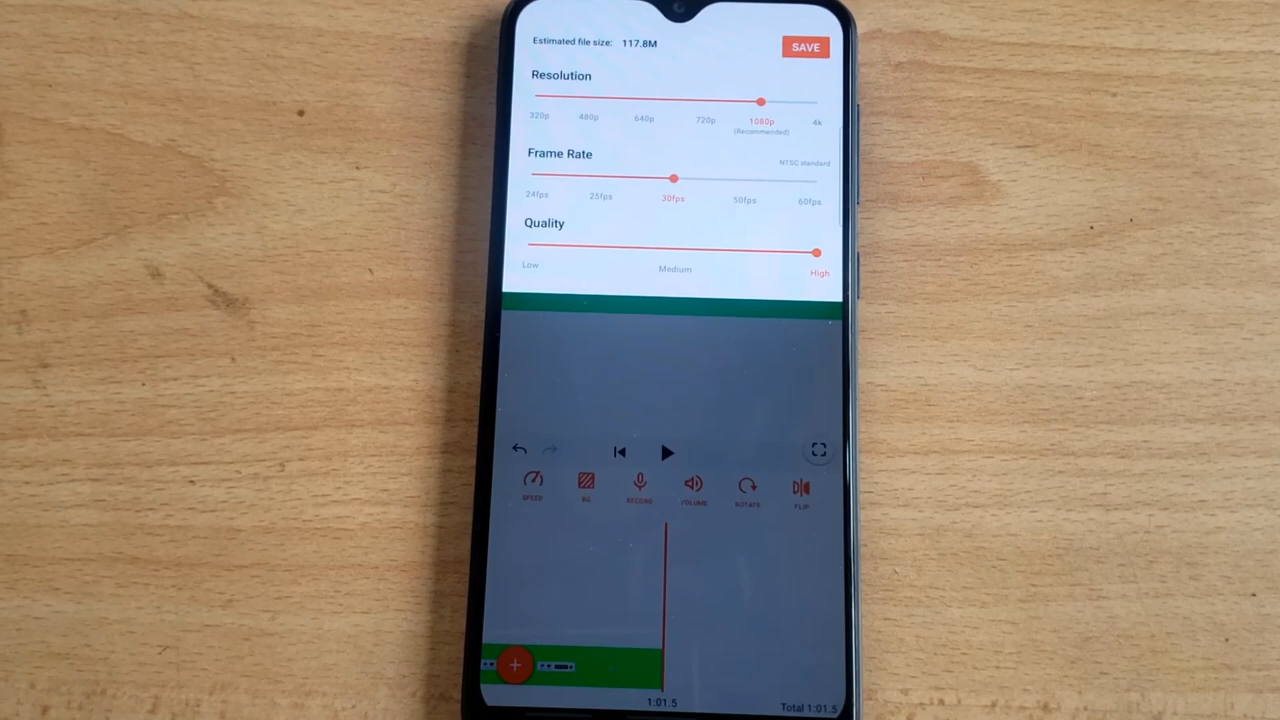 Estimated file size: 117.8M
SAVE
Resolution
320p 480p 640p 720p 1080p 4k
(Recommended)
Frame Rate
NTSC standard
24fps 25fps 30fps 50fps 60fps
Quality
Low Medium High
SPEED BG RECORD VOLUME ROTATE FLIP
1:01.5
Total 1:01.5